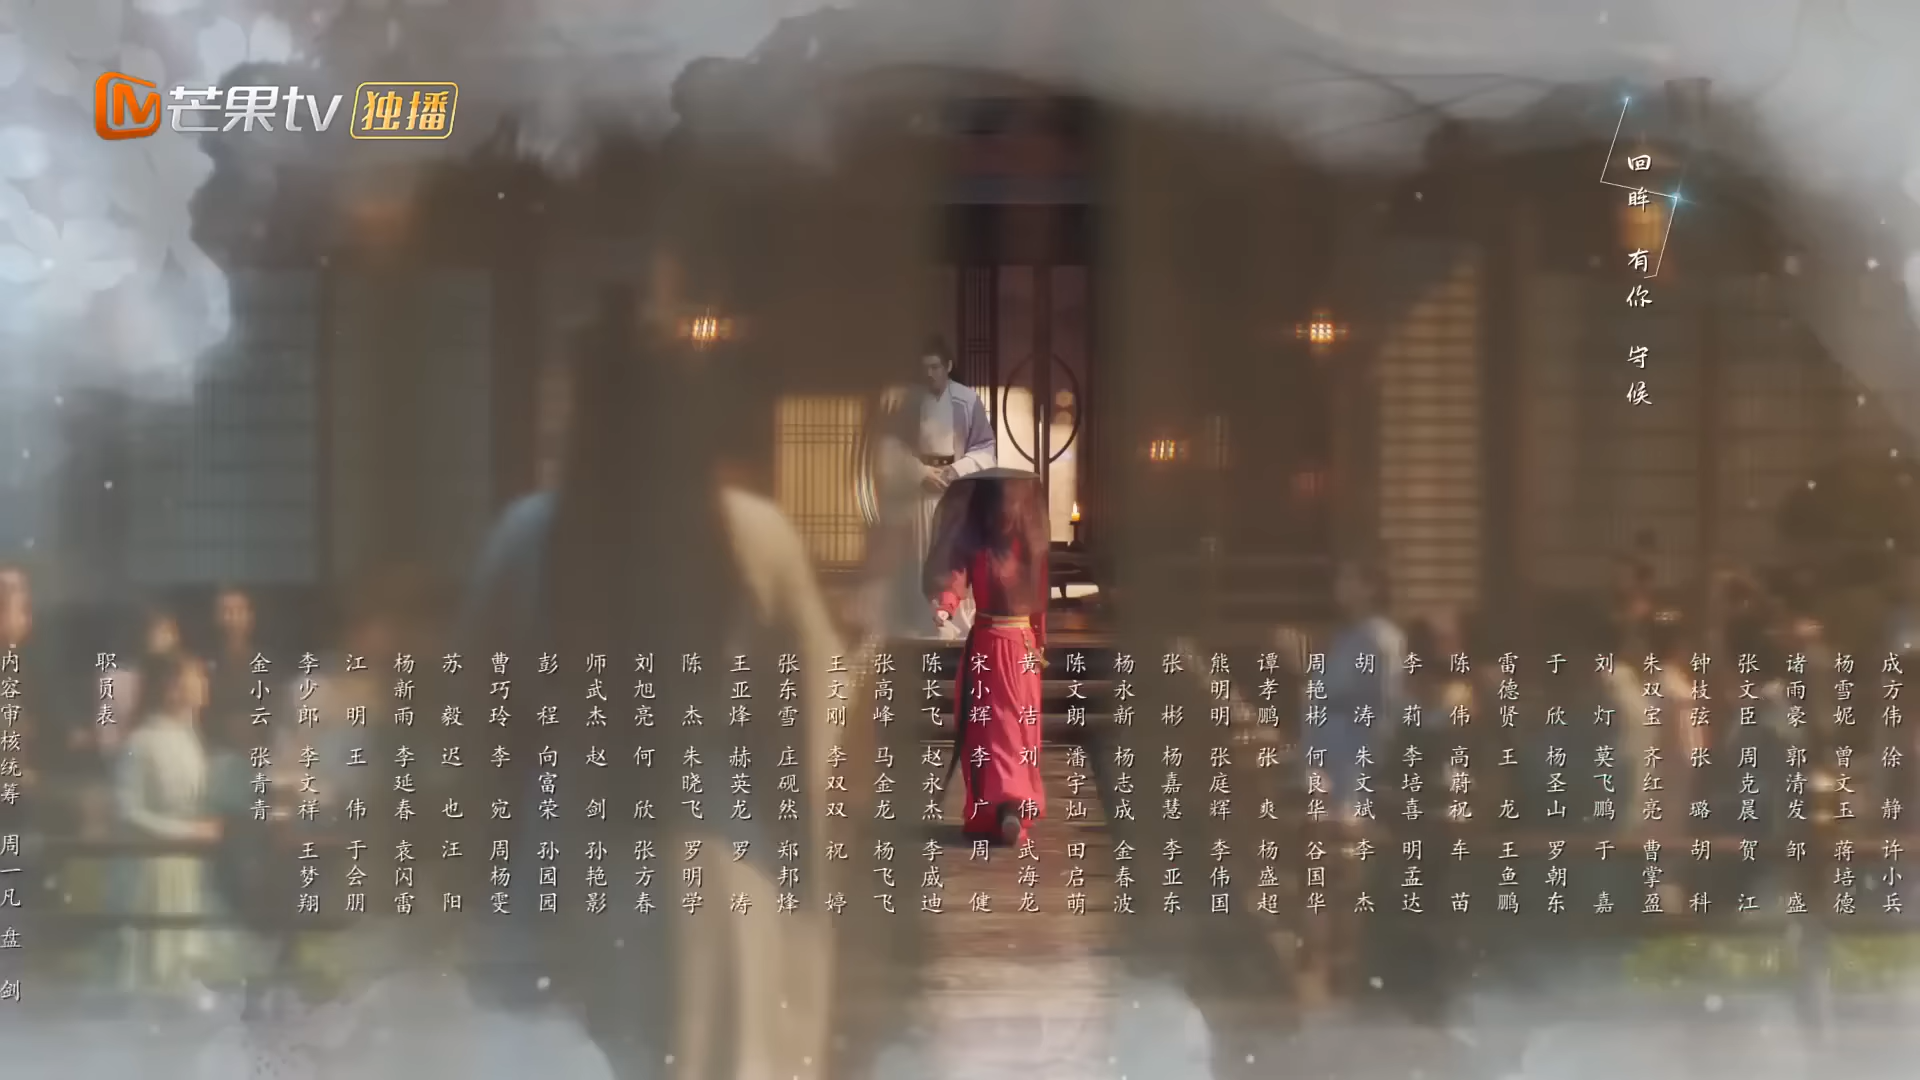 芒果tv 独播
回眸 有你 守候
内容审核统筹 周一凡 盘剑
职员表
金小云 张青青
李少郎 李文祥 王梦翔
江明 王伟 于会朋
杨新雨 李延春 袁闪雷
苏毅 迟也 汪阳
曹巧玲 李宛 周杨雯
彭程 向富荣 孙园园
师武杰 赵剑 孙艳影
刘旭亮 何欣 张方春
陈杰 朱晓飞 罗明学
王亚烽 赫英龙 罗涛
张东雪 庄砚然 郑邦烽
王文刚 李双双 祝婷
张高峰 马金龙 杨飞飞
陈长飞 赵永杰 李威迪
宋小辉 李广 周健
黄洁 刘伟 武海龙
陈文朗 潘宇灿 田启萌
杨永新 杨志成 金春波
张彬 杨嘉慧 李亚东
熊明明 张庭辉 李伟国
谭孝鹏 张爽 杨盛超
周艳彬 何良华 谷国华
胡涛 朱文斌 李杰
李莉 李培喜 明孟达
陈伟 高蔚祝 车苗
雷德贤 王龙 王鱼鹏
于欣 杨圣山 罗朝东
刘灯 莫飞鹏 于嘉
朱双宝 齐红亮 曹掌盈
钟枝弦 张璐 胡科
张文臣 周克晨 贺江
诸雨豪 郭清发 邹盛
杨雪妮 曾文玉 蒋培德
成方伟 徐静 许小兵